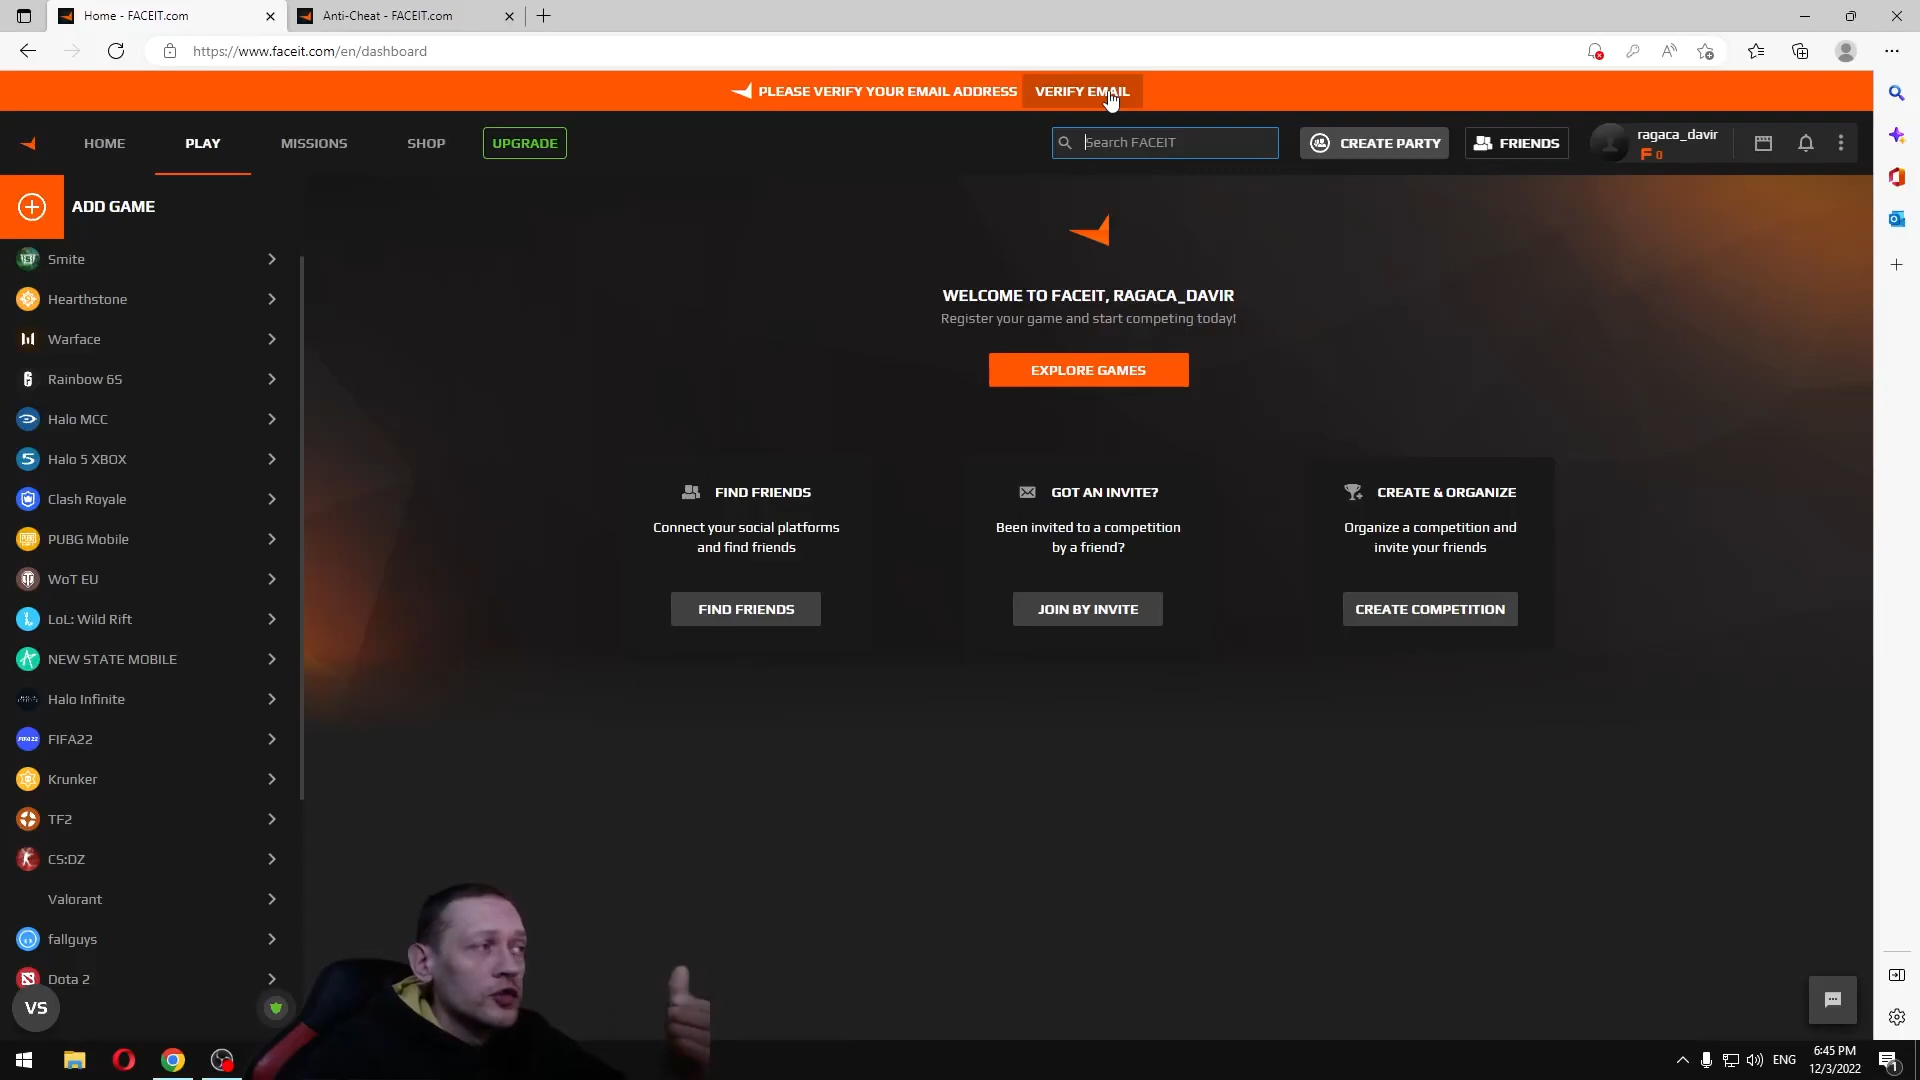 Home - FACEIT.com
Anti-Cheat - FACEIT.com
https://www.faceit.com/en/dashboard
PLEASE VERIFY YOUR EMAIL ADDRESS
VERIFY EMAIL
HOME
PLAY
MISSIONS
SHOP
UPGRADE
Search FACEIT
CREATE PARTY
FRIENDS
ragaca_davir
0
ADD GAME
Smite
Hearthstone
Warface
Rainbow 6S
Halo MCC
Halo 5 XBOX
Clash Royale
PUBG Mobile
WoT EU
LoL: Wild Rift
NEW STATE MOBILE
Halo Infinite
FIFA22
Krunker
TF2
CS:DZ
Valorant
fallguys
Dota 2
VS
WELCOME TO FACEIT, RAGACA_DAVIR
Register your game and start competing today!
EXPLORE GAMES
FIND FRIENDS
Connect your social platforms
and find friends
FIND FRIENDS
GOT AN INVITE?
Been invited to a competition
by a friend?
JOIN BY INVITE
CREATE & ORGANIZE
Organize a competition and
invite your friends
CREATE COMPETITION
ENG
6:45 PM
12/3/2022
1